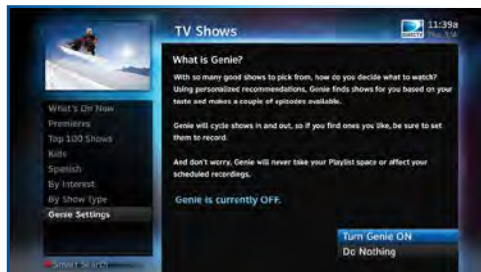 TV Shows
DIRECTV
11:39a
What is Genie?
With so many good shows to pick from, how do you decide what to watch?
Using personalized recommendations, Genie finds shows for you based on your
taste and makes a couple of episodes available.
Genie will cycle shows in and out, so if you find ones you like, be sure to set
them to record.
And don't worry, Genie will never take your Playlist space or affect your
scheduled recordings.
Genie is currently OFF.
What's On Now
Premieres
Top 100 Shows
Kids
Spanish
By Interest
By Show Type
Genie Settings
Turn Genie ON
Do Nothing
Smart Search